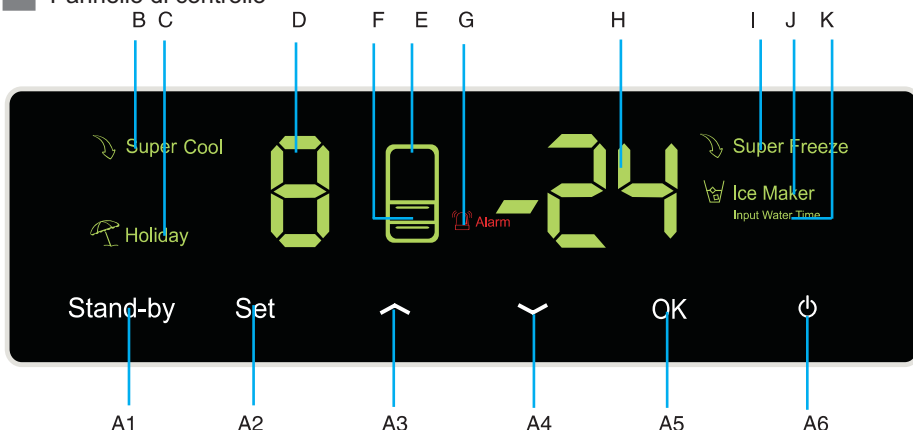 Pannello di controllo
B C D F E G H I J K
Super Cool
8
-24
Super Freeze
Ice Maker
Input Water Time
Alarm
Holiday
Stand-by Set OK
A1 A2 A3 A4 A5 A6